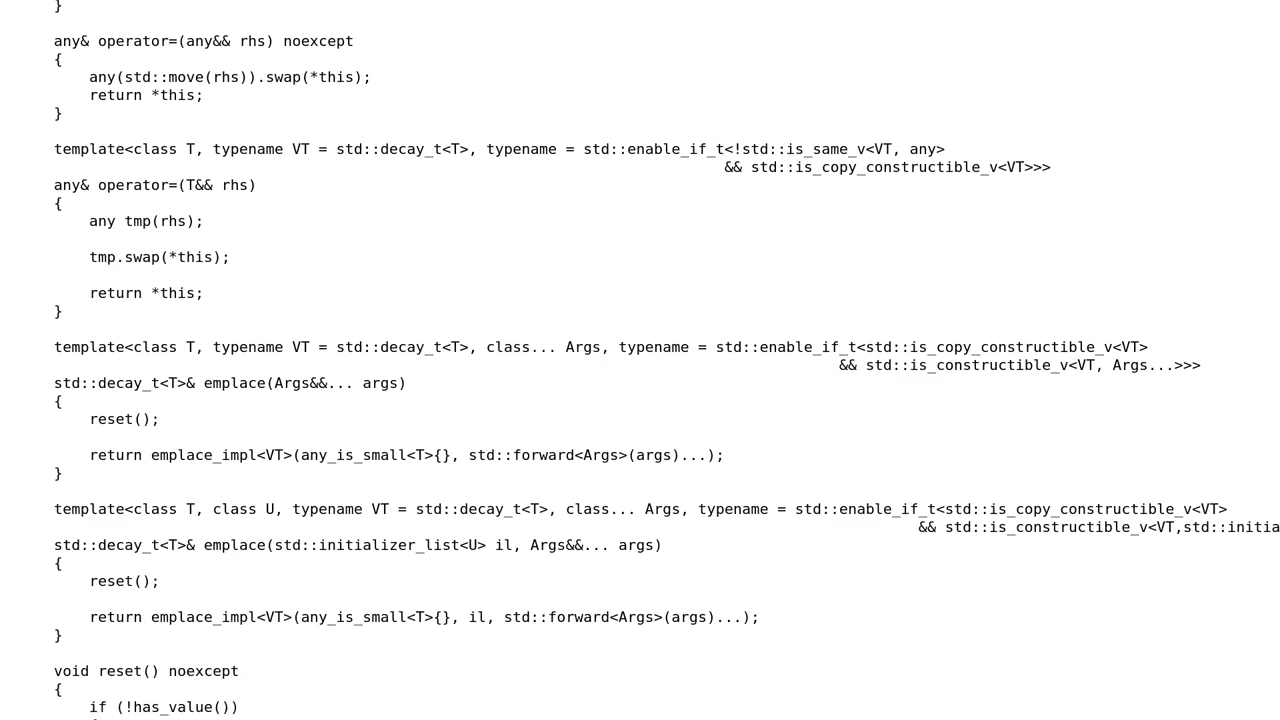 }
any& operator=(any&& rhs) noexcept
{
any(std::move(rhs)).swap(*this);
return *this;
}
template<class T, typename VT = std::decay_t<T>, typename = std::enable_if_t<!std::is_same_v<VT, any>
&& std::is_copy_constructible_v<VT>>>
any& operator=(T&& rhs)
{
any tmp(rhs);
tmp.swap(*this);
return *this;
}
template<class T, typename VT = std::decay_t<T>, class... Args, typename = std::enable_if_t<std::is_copy_constructible_v<VT>
&& std::is_constructible_v<VT, Args...>>>
std::decay_t<T>& emplace(Args&&... args)
{
reset();
return emplace_impl<VT>(any_is_small<T>{}, std::forward<Args>(args)...);
}
template<class T, class U, typename VT = std::decay_t<T>, class... Args, typename = std::enable_if_t<std::is_copy_constructible_v<VT>
&& std::is_constructible_v<VT,std::initia
std::decay_t<T>& emplace(std::initializer_list<U> il, Args&&... args)
{
reset();
return emplace_impl<VT>(any_is_small<T>{}, il, std::forward<Args>(args)...);
}
void reset() noexcept
{
if (!has_value())